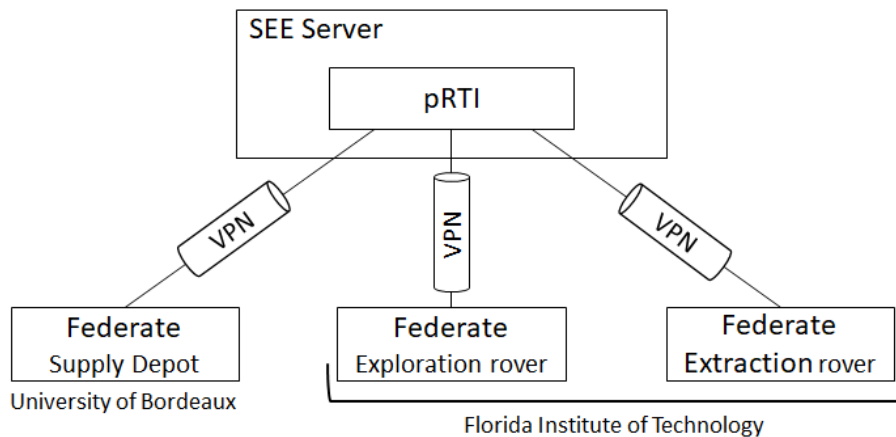 SEE Server
pRTI
VPN
VPN
VPN
Federate
Supply Depot
Federate
Exploration rover
Federate
Extraction rover
University of Bordeaux
Florida Institute of Technology